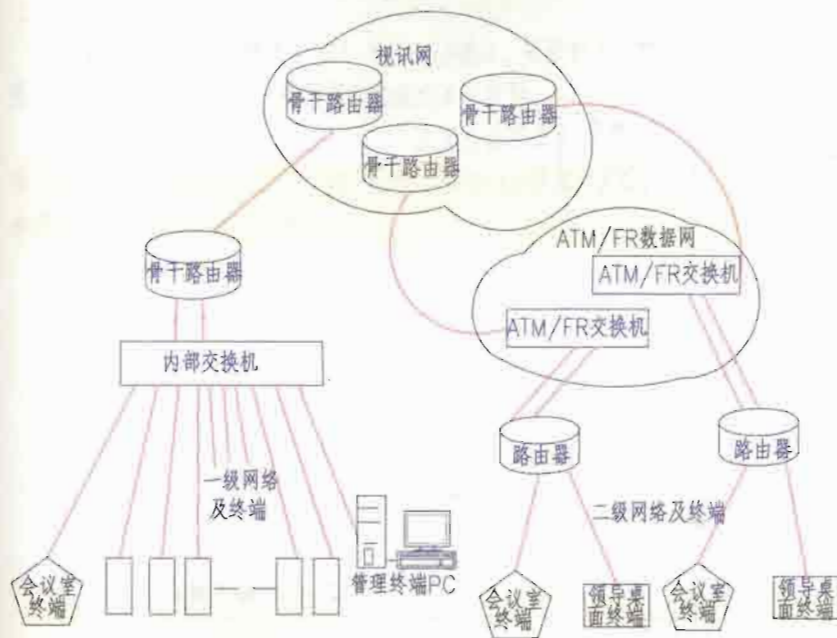 视讯网
骨干路由器
骨干路由器
骨干路由器
ATM/FR数据网
骨干路由器
ATM/FR交换机
ATM/FR交换机
内部交换机
路由器
路由器
一级网络
及终端
二级网络及终端
管理终端PC
会议室
终端
会议室
终端
领导桌
面终端
会议室
终端
领导桌
面终端